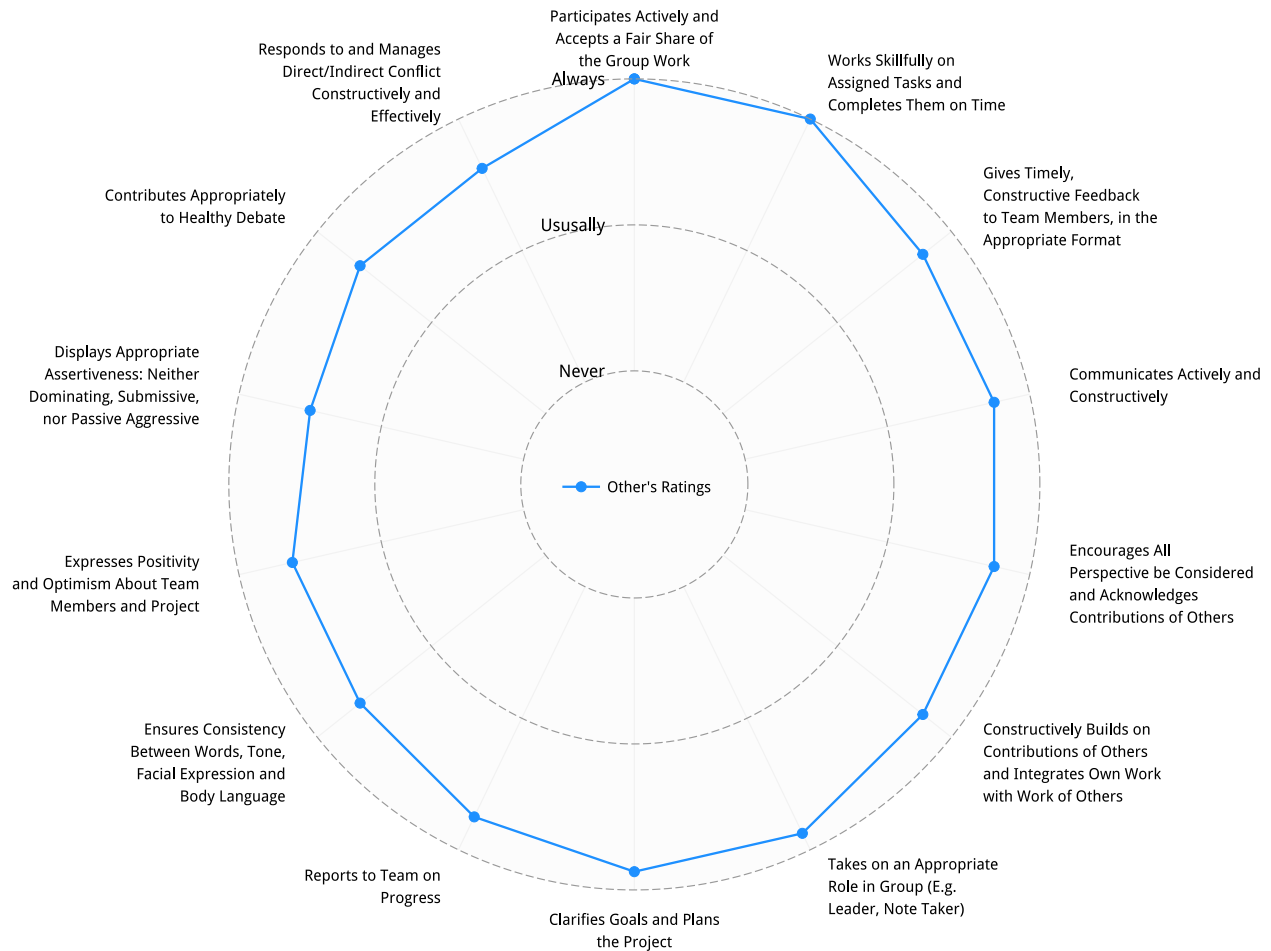 Participates Actively and
Accepts a Fair Share of
the Group Work
Works Skillfully on
Assigned Tasks and
Completes Them on Time
Gives Timely,
Constructive Feedback
to Team Members, in the
Appropriate Format
Communicates Actively and
Constructively
Encourages All
Perspective be Considered
and Acknowledges
Contributions of Others
Constructively Builds on
Contributions of Others
and Integrates Own Work
with Work of Others
Takes on an Appropriate
Role in Group (E.g.
Leader, Note Taker)
Clarifies Goals and Plans
the Project
Reports to Team on
Progress
Ensures Consistency
Between Words, Tone,
Facial Expression and
Body Language
Expresses Positivity
and Optimism About Team
Members and Project
Displays Appropriate
Assertiveness: Neither
Dominating, Submissive,
nor Passive Aggressive
Contributes Appropriately
to Healthy Debate
Responds to and Manages
Direct/Indirect Conflict
Constructively and
Effectively
Always
Ususally
Never
Other's Ratings